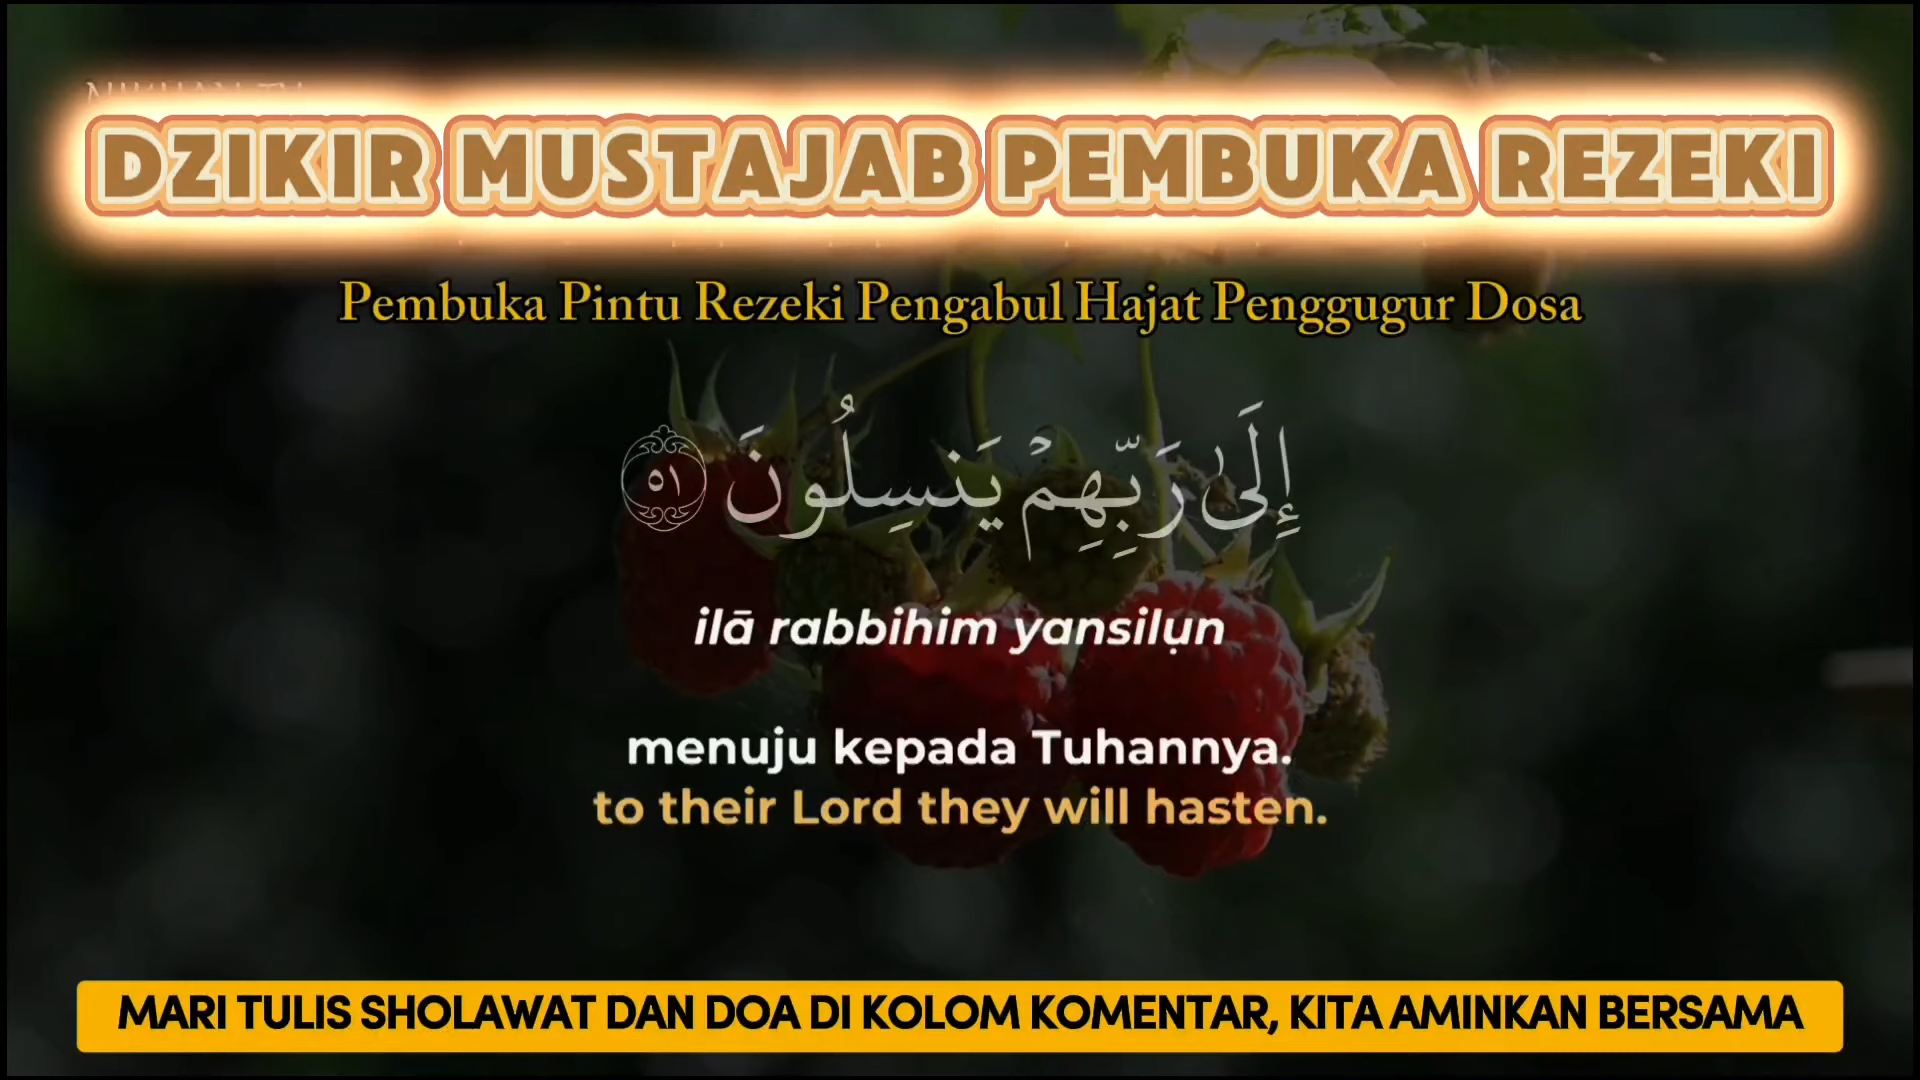 DZIKIR MUSTAJAB PEMBUKA REZEKI
Pembuka Pintu Rezeki Pengabul Hajat Penggugur Dosa
إِلَىٰ رَبِّهِمْ يَنسِلُونَ ٥١
ilā rabbihim yansilụn
menuju kepada Tuhannya.
to their Lord they will hasten.
MARI TULIS SHOLAWAT DAN DOA DI KOLOM KOMENTAR, KITA AMINKAN BERSAMA